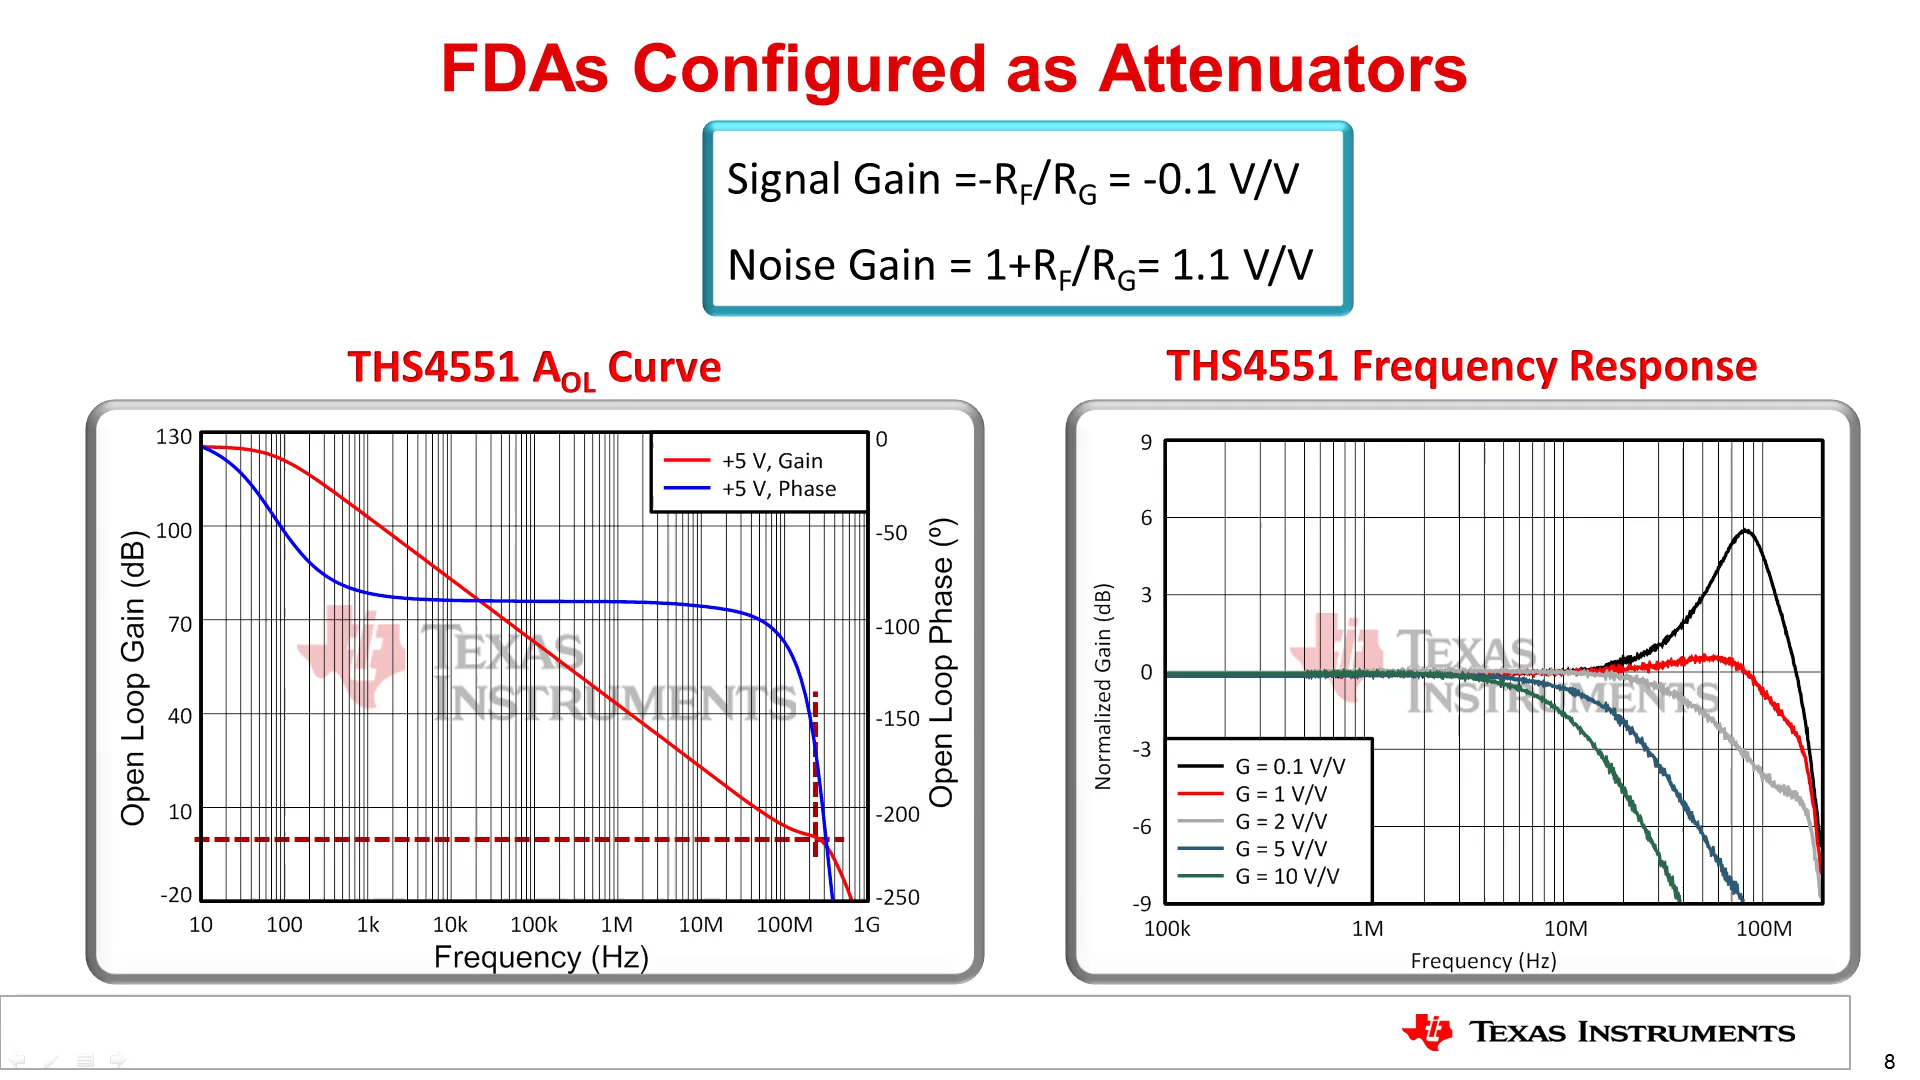 FDAs Configured as Attenuators
Signal Gain =-RF/RG = -0.1 V/V
Noise Gain = 1+RF/RG= 1.1 V/V
THS4551 AOL Curve
130
100
70
40
10
-20
Open Loop Gain (dB)
+5 V, Gain
+5 V, Phase
0
-50
-100
-150
-200
-250
Open Loop Phase (º)
TEXAS
INSTRUMENTS
10 100 1k 10k 100k 1M 10M 100M 1G
Frequency (Hz)
THS4551 Frequency Response
9
6
3
0
-3
-6
-9
Normalized Gain (dB)
TEXAS
INSTRUMENTS
G = 0.1 V/V
G = 1 V/V
G = 2 V/V
G = 5 V/V
G = 10 V/V
100k 1M 10M 100M
Frequency (Hz)
TEXAS INSTRUMENTS
8